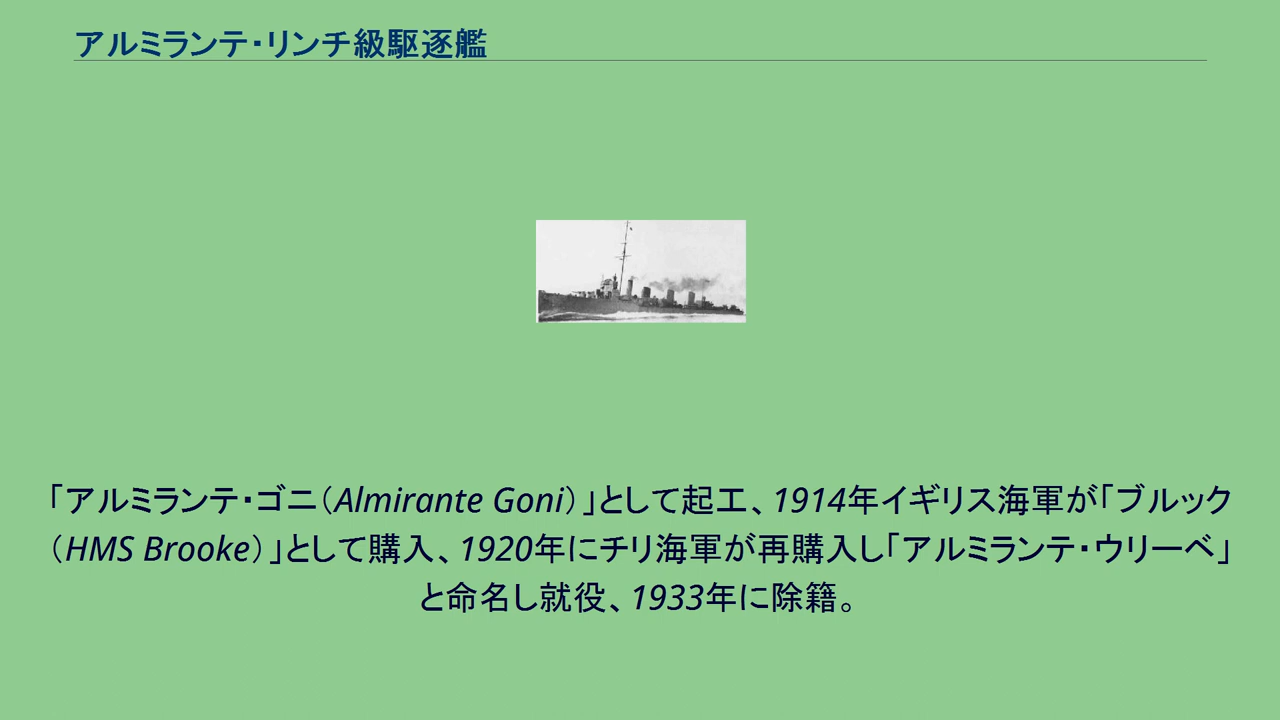 アルミランテ・リンチ級駆逐艦
「アルミランテ・ゴニ（Almirante Goni）」として起工、1914年イギリス海軍が「ブルック
（HMS Brooke）」として購入、1920年にチリ海軍が再購入し「アルミランテ・ウリーベ」
と命名し就役、1933年に除籍。